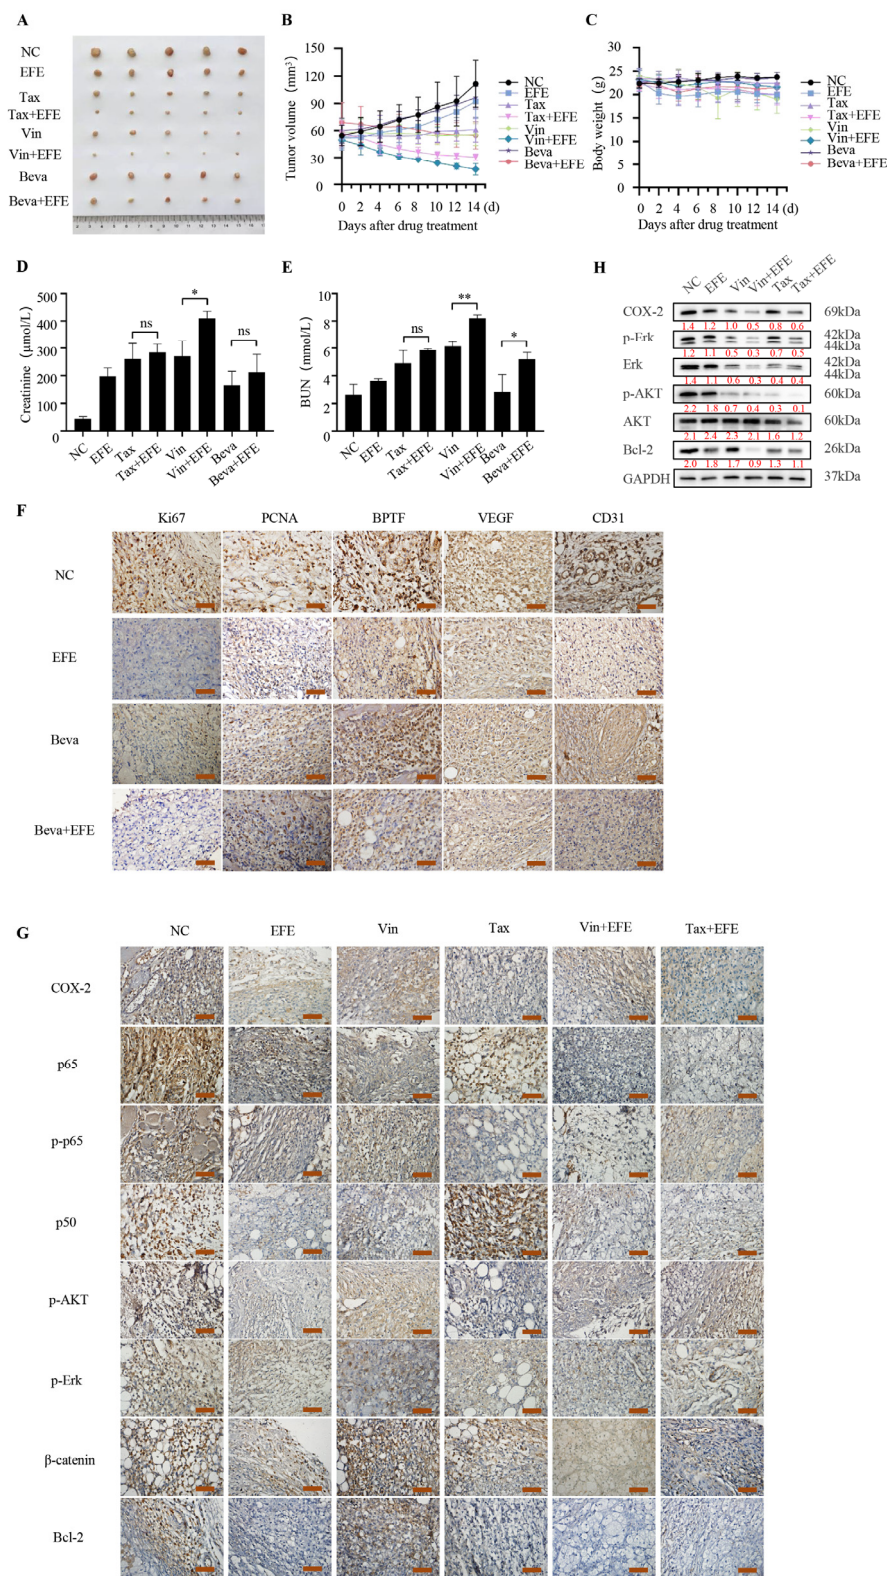 A
NC
EFE
Tax
Tax+EFE
Vin
Vin+EFE
Beva
Beva+EFE
B
Tumor volume (mm³)
150
120
90
60
30
0
0 2 4 6 8 10 12 14 (d)
Days after drug treatment
NC
EFE
Tax
Tax+EFE
Vin
Vin+EFE
Beva
Beva+EFE
C
Body weight (g)
30
25
20
15
10
5
0
0 2 4 6 8 10 12 14 (d)
Days after drug treatment
NC
EFE
Tax
Tax+EFE
Vin
Vin+EFE
Beva
Beva+EFE
D
Creatinine (μmol/L)
500
400
300
200
100
0
ns
*
ns
NC EFE Tax Tax+EFE Vin Vin+EFE Beva Beva+EFE
E
BUN (mmol/L)
10
8
6
4
2
0
ns
**
*
NC EFE Tax Tax+EFE Vin Vin+EFE Beva Beva+EFE
H
NC EFE Vin Vin+EFE Tax Tax+EFE
COX-2 69kDa
1.4 1.2 1.0 0.5 0.8 0.6
p-Erk 42kDa
44kDa
1.2 1.1 0.5 0.3 0.7 0.5
Erk 42kDa
44kDa
1.4 1.1 0.6 0.3 0.4 0.4
p-AKT 60kDa
2.2 1.8 0.7 0.4 0.3 0.1
AKT 60kDa
2.1 2.4 2.3 2.1 1.6 1.2
Bcl-2 26kDa
2.0 1.8 1.7 0.9 1.3 1.1
GAPDH 37kDa
F
Ki67 PCNA BPTF VEGF CD31
NC
EFE
Beva
Beva+EFE
G
NC EFE Vin Tax Vin+EFE Tax+EFE
COX-2
p65
p-p65
p50
p-AKT
p-Erk
β-catenin
Bcl-2